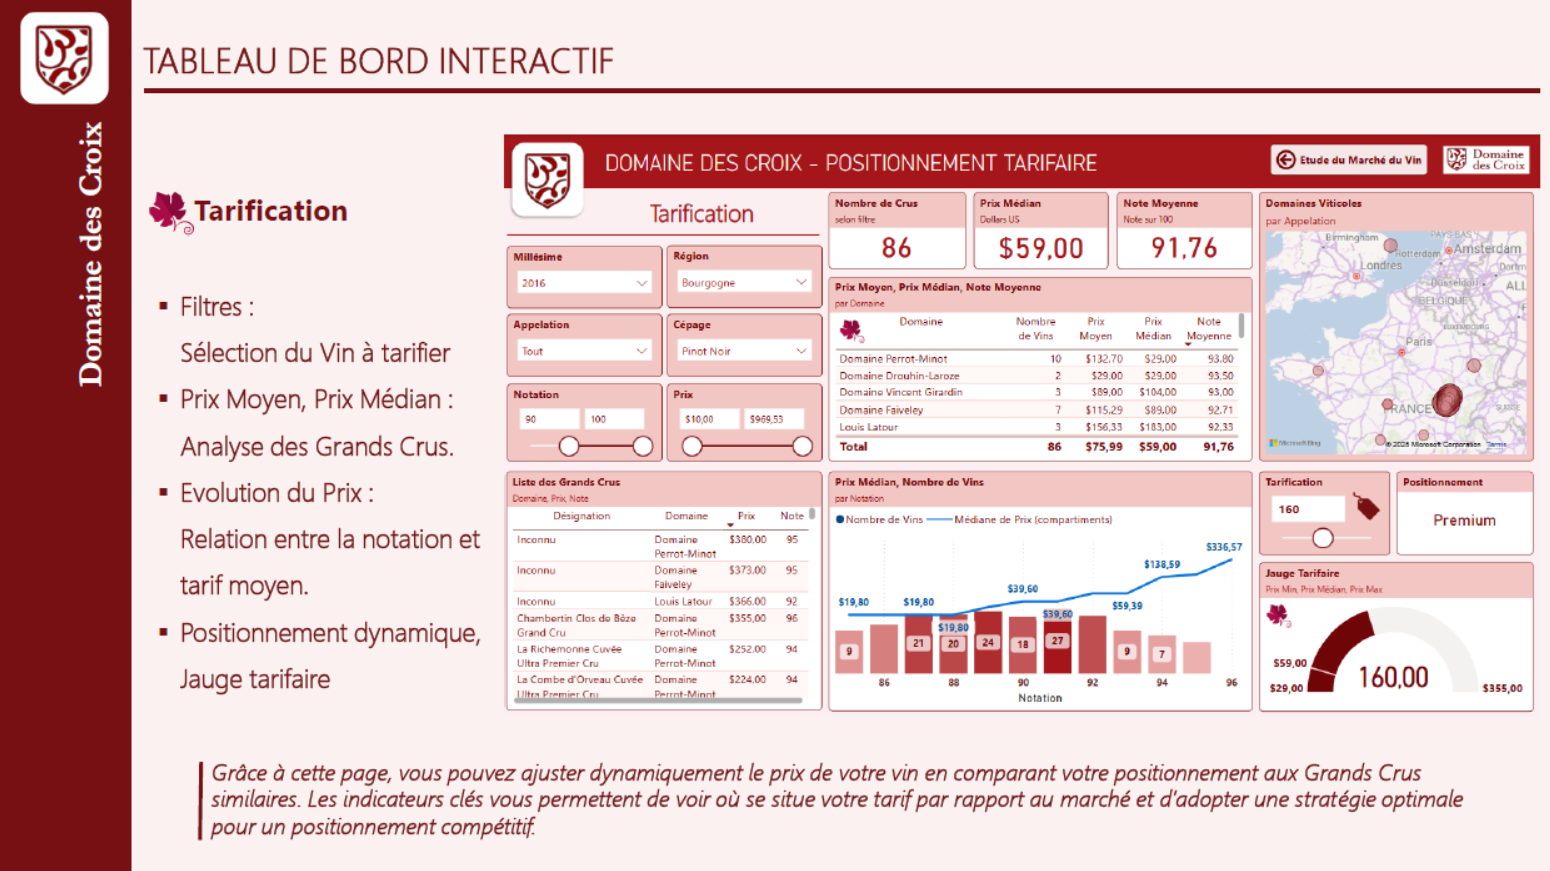 Domaine des Croix
TABLEAU DE BORD INTERACTIF
Tarification
▪ Filtres :
Sélection du Vin à tarifier
▪ Prix Moyen, Prix Médian :
Analyse des Grands Crus.
▪ Evolution du Prix :
Relation entre la notation et
tarif moyen.
▪ Positionnement dynamique,
Jauge tarifaire
DOMAINE DES CROIX - POSITIONNEMENT TARIFAIRE
Etude du Marché du Vin
Domaine
des Croix
Tarification
Millésime
2016
Région
Bourgogne
Appelation
Tout
Cépage
Pinot Noir
Notation
90 100
Prix
$10,00 $969,53
Nombre de Crus
selon filtre
86
Prix Médian
Dollars US
$59,00
Note Moyenne
Note sur 100
91,76
Prix Moyen, Prix Médian, Note Moyenne
par Domaine
Domaine Nombre de Vins Prix Moyen Prix Médian Note Moyenne
Domaine Perrot-Minot 10 $132,70 $29,00 93,80
Domaine Drouhin-Laroze 2 $29,00 $29,00 93,50
Domaine Vincent Girardin 3 $89,00 $104,00 93,00
Domaine Faiveley 7 $115,29 $89,00 92,71
Louis Latour 3 $156,33 $183,00 92,33
Total 86 $75,99 $59,00 91,76
Domaines Viticoles
par Appelation
Birmingham
PAYS-BAS
Rotterdam
Amsterdam
Londres
Dortm
Düsseldorf
ALL
BELGIQUE
LUXEMBOURG
Paris
FRANCE
SUISSE
Microsoft Bing
© 2025 Microsoft Corporation Terms
Liste des Grands Crus
Domaine, Prix, Note
Désignation Domaine Prix Note
Inconnu Domaine Perrot-Minot $380,00 95
Inconnu Domaine Faiveley $373,00 95
Inconnu Louis Latour $366,00 92
Chambertin Clos de Bèze Grand Cru Domaine Perrot-Minot $355,00 96
La Richemonne Cuvée Ultra Premier Cru Domaine Perrot-Minot $252,00 94
La Combe d'Orveau Cuvée Ultra Premier Cru Domaine Perrot-Minot $224,00 94
Prix Médian, Nombre de Vins
par Notation
Nombre de Vins Médiane de Prix (compartiments)
$19,80 $19,80 $19,80 $39,60 $39,60 $59,39 $138,59 $336,57
9 21 20 24 18 27 9 7
86 88 90 92 94 96
Notation
Tarification
160
Positionnement
Premium
Jauge Tarifaire
Prix Min, Prix Médian, Prix Max
$59,00
$29,00
160,00
$355,00
Grâce à cette page, vous pouvez ajuster dynamiquement le prix de votre vin en comparant votre positionnement aux Grands Crus
similaires. Les indicateurs clés vous permettent de voir où se situe votre tarif par rapport au marché et d'adopter une stratégie optimale
pour un positionnement compétitif.